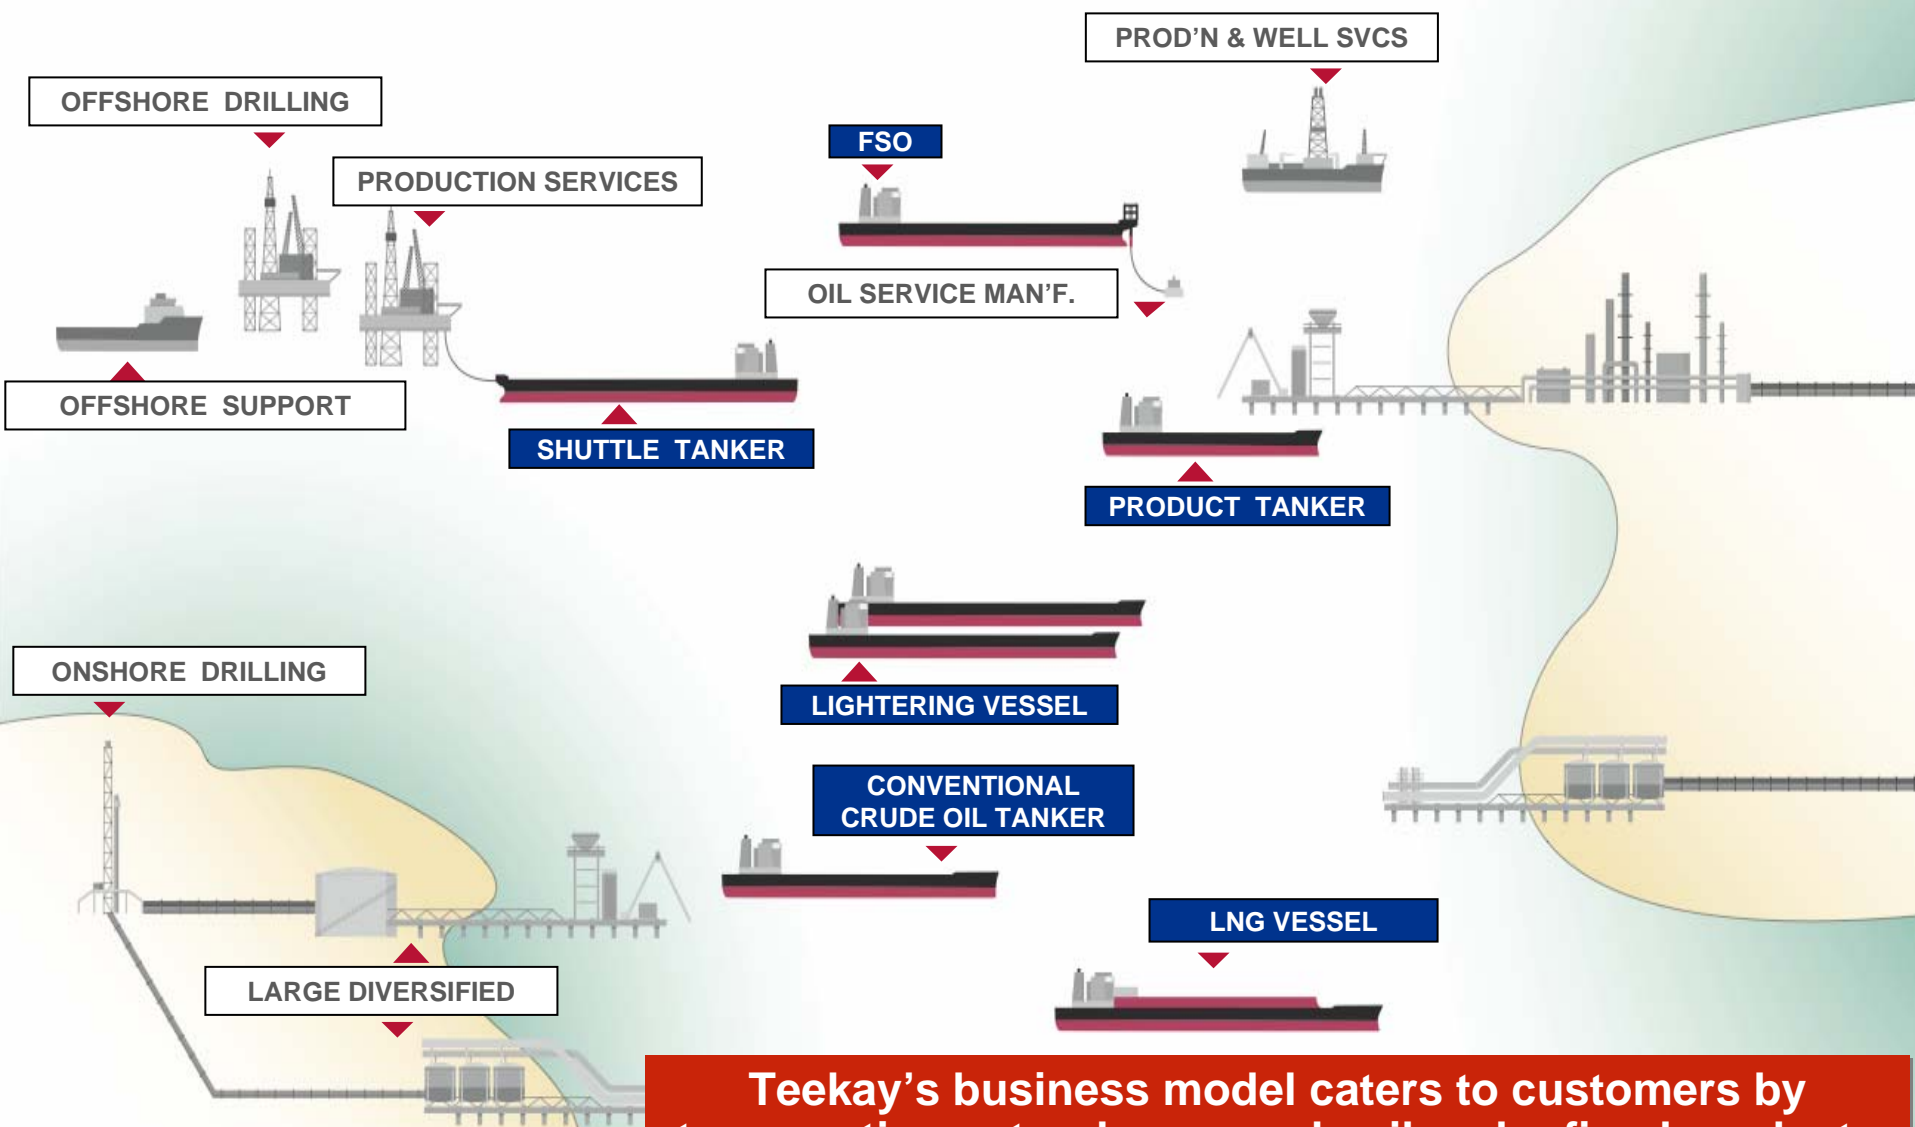 PROD'N & WELL SVCS
OFFSHORE DRILLING
FSO
PRODUCTION SERVICES
OIL SERVICE MAN'F.
OFFSHORE SUPPORT
SHUTTLE TANKER
PRODUCT TANKER
ONSHORE DRILLING
LIGHTERING VESSEL
CONVENTIONAL
CRUDE OIL TANKER
LNG VESSEL
LARGE DIVERSIFIED
Teekay's business model caters to customers by